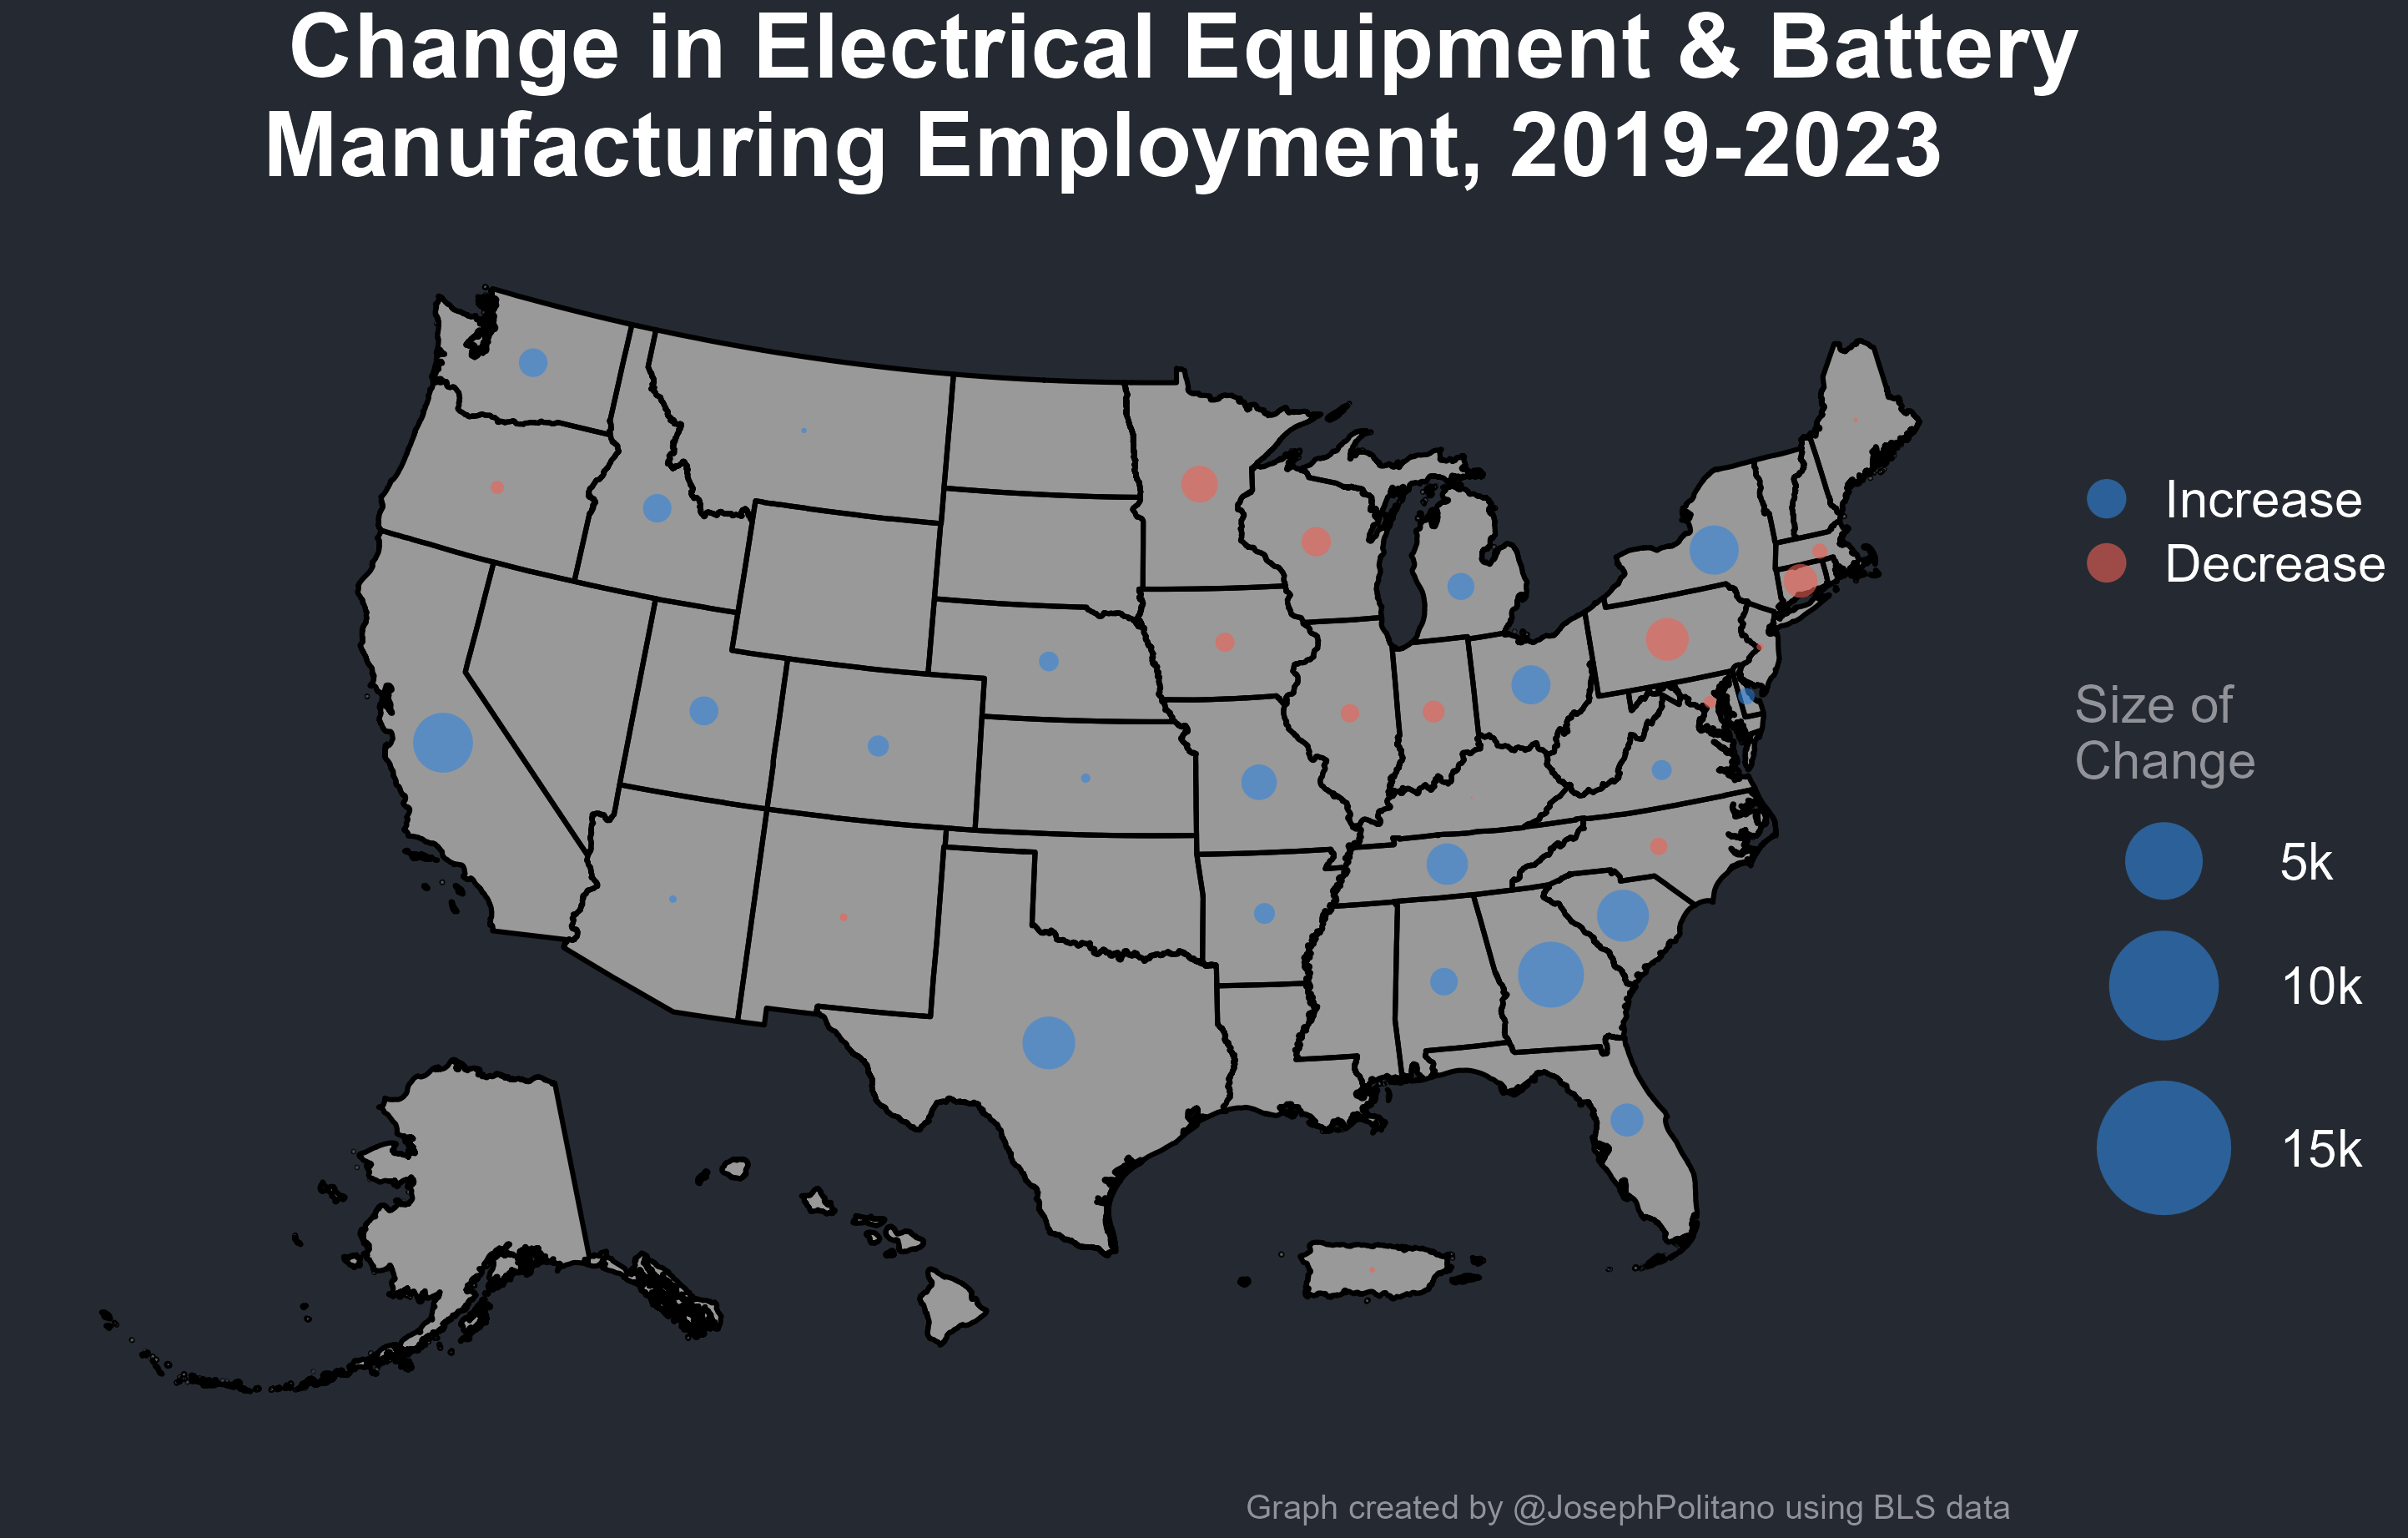 Change in Electrical Equipment & Battery
Manufacturing Employment, 2019-2023
Increase
Decrease
Size of
Change
5k
10k
15k
Graph created by @JosephPolitano using BLS data